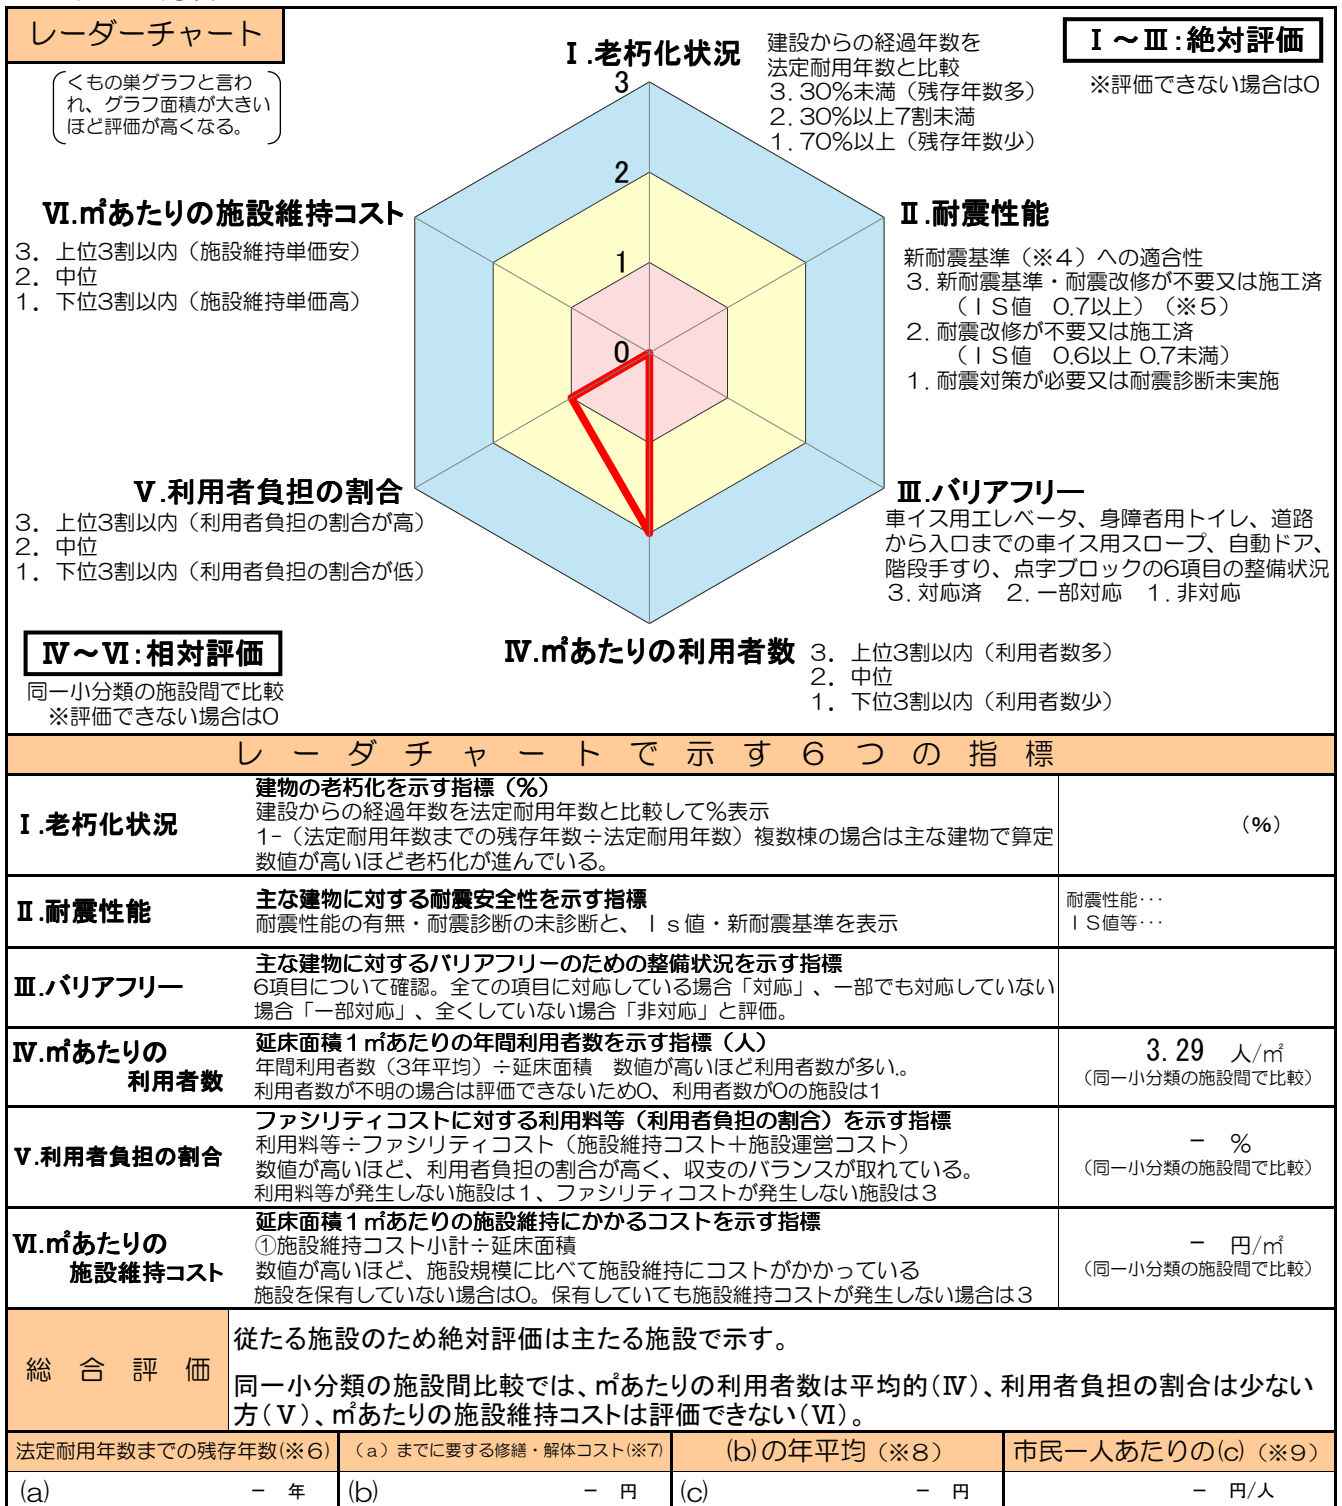 レーダーチャート
くもの巣グラフと言わ
れ、グラフ面積が大きい
ほど評価が高くなる。
Ⅰ.老朽化状況
建設からの経過年数を
法定耐用年数と比較
3. 30%未満（残存年数多）
2. 30%以上7割未満
1. 70%以上（残存年数少）
Ⅰ～Ⅲ:絶対評価
※評価できない場合は0
3
2
1
0
Ⅵ.㎡あたりの施設維持コスト
3. 上位3割以内（施設維持単価安）
2. 中位
1. 下位3割以内（施設維持単価高）
Ⅱ.耐震性能
新耐震基準（※4）への適合性
3. 新耐震基準・耐震改修が不要又は施工済
（ＩＳ値　0.7以上）（※5）
2. 耐震改修が不要又は施工済
（ＩＳ値　0.6以上 0.7未満）
1. 耐震対策が必要又は耐震診断未実施
Ⅴ.利用者負担の割合
3. 上位3割以内（利用者負担の割合が高）
2. 中位
1. 下位3割以内（利用者負担の割合が低）
Ⅲ.バリアフリー
車イス用エレベータ、身障者用トイレ、道路
から入口までの車イス用スロープ、自動ドア、
階段手すり、点字ブロックの6項目の整備状況
3. 対応済　2. 一部対応　1. 非対応
Ⅳ～Ⅵ:相対評価
同一小分類の施設間で比較
※評価できない場合は0
Ⅳ.㎡あたりの利用者数
3. 上位3割以内（利用者数多）
2. 中位
1. 下位3割以内（利用者数少）
レーダチャートで示す6つの指標
Ⅰ.老朽化状況
建物の老朽化を示す指標（%）
建設からの経過年数を法定耐用年数と比較して%表示
1-（法定耐用年数までの残存年数÷法定耐用年数）複数棟の場合は主な建物で算定
数値が高いほど老朽化が進んでいる。
（%）
Ⅱ.耐震性能
主な建物に対する耐震安全性を示す指標
耐震性能の有無・耐震診断の未診断と、Ｉｓ値・新耐震基準を表示
耐震性能･･･
ＩＳ値等･･･
Ⅲ.バリアフリー
主な建物に対するバリアフリーのための整備状況を示す指標
6項目について確認。全ての項目に対応している場合「対応」、一部でも対応していない
場合「一部対応」、全くしていない場合「非対応」と評価。
Ⅳ.㎡あたりの
利用者数
延床面積１㎡あたりの年間利用者数を示す指標（人）
年間利用者数（3年平均）÷延床面積　数値が高いほど利用者数が多い。
利用者数が不明の場合は評価できないため0、利用者数が0の施設は1
3.29 人/㎡
（同一小分類の施設間で比較）
Ⅴ.利用者負担の割合
ファシリティコストに対する利用料等（利用者負担の割合）を示す指標
利用料等÷ファシリティコスト（施設維持コスト＋施設運営コスト）
数値が高いほど、利用者負担の割合が高く、収支のバランスが取れている。
利用料等が発生しない施設は１、ファシリティコストが発生しない施設は３
－ %
（同一小分類の施設間で比較）
Ⅵ.㎡あたりの
施設維持コスト
延床面積１㎡あたりの施設維持にかかるコストを示す指標
①施設維持コスト小計÷延床面積
数値が高いほど、施設規模に比べて施設維持にコストがかかっている
施設を保有していない場合は0。保有していても施設維持コストが発生しない場合は３
－ 円/㎡
（同一小分類の施設間で比較）
総合評価
従たる施設のため絶対評価は主たる施設で示す。
同一小分類の施設間比較では、㎡あたりの利用者数は平均的(Ⅳ)、利用者負担の割合は少ない
方(Ⅴ)、㎡あたりの施設維持コストは評価できない(Ⅵ)。
法定耐用年数までの残存年数(※6)
（a）までに要する修繕・解体コスト(※7)
(b)の年平均（※8）
市民一人あたりの(c)（※9）
(a) － 年
(b) － 円
(c) － 円
－ 円/人